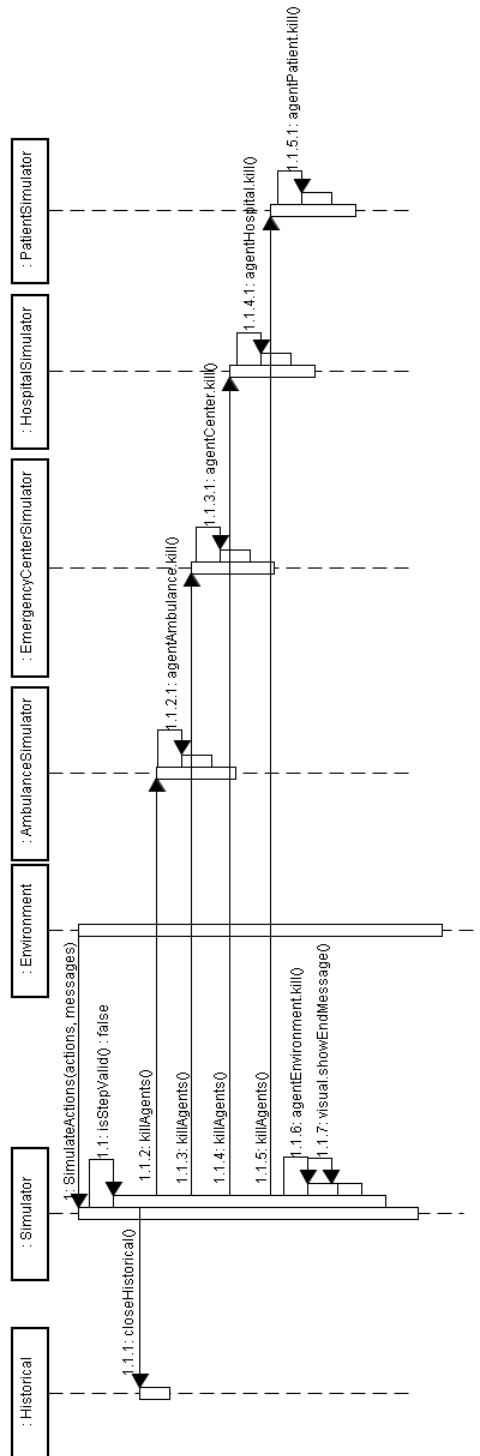 : Historical
: Simulator
: Environment
: AmbulanceSimulator
: EmergencyCenterSimulator
: HospitalSimulator
: PatientSimulator
1: SimulateActions(actions, messages)
1.1: isStepValid() : false
1.1.1: closeHistorical()
1.1.2: killAgents()
1.1.2.1: agentAmbulance.kill()
1.1.3: killAgents()
1.1.3.1: agentCenter.kill()
1.1.4: killAgents()
1.1.4.1: agentHospital.kill()
1.1.5: killAgents()
1.1.5.1: agentPatient.kill()
1.1.6: agentEnvironment.kill()
1.1.7: visual.showEndMessage()